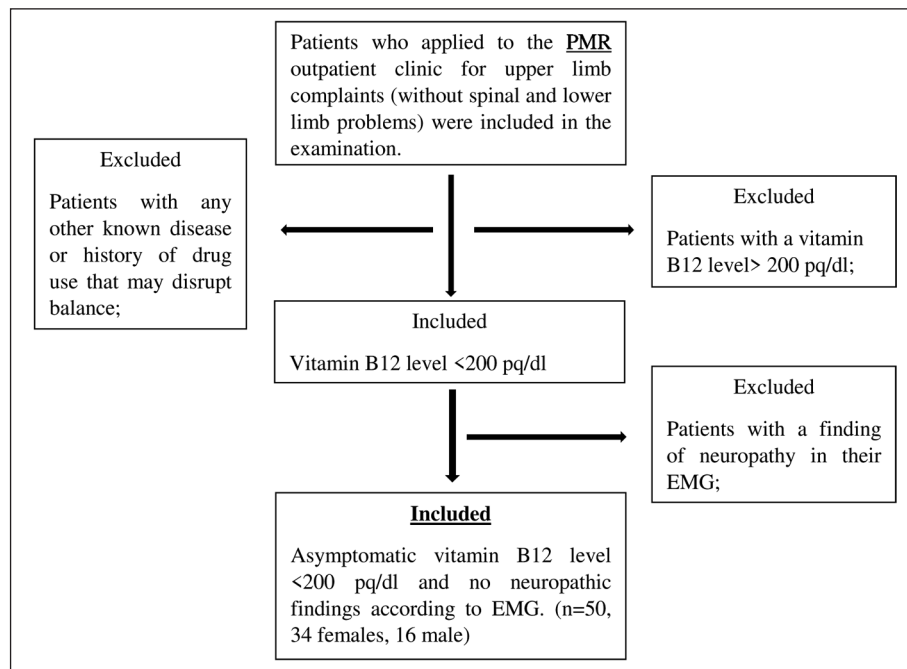 Patients who applied to the PMR
outpatient clinic for upper limb
complaints (without spinal and lower
limb problems) were included in the
examination.
Excluded
Patients with any
other known disease
or history of drug
use that may disrupt
balance;
Excluded
Patients with a vitamin
B12 level> 200 pq/dl;
Included
Vitamin B12 level <200 pq/dl
Excluded
Patients with a finding
of neuropathy in their
EMG;
Included
Asymptomatic vitamin B12 level
<200 pq/dl and no neuropathic
findings according to EMG. (n=50,
34 females, 16 male)